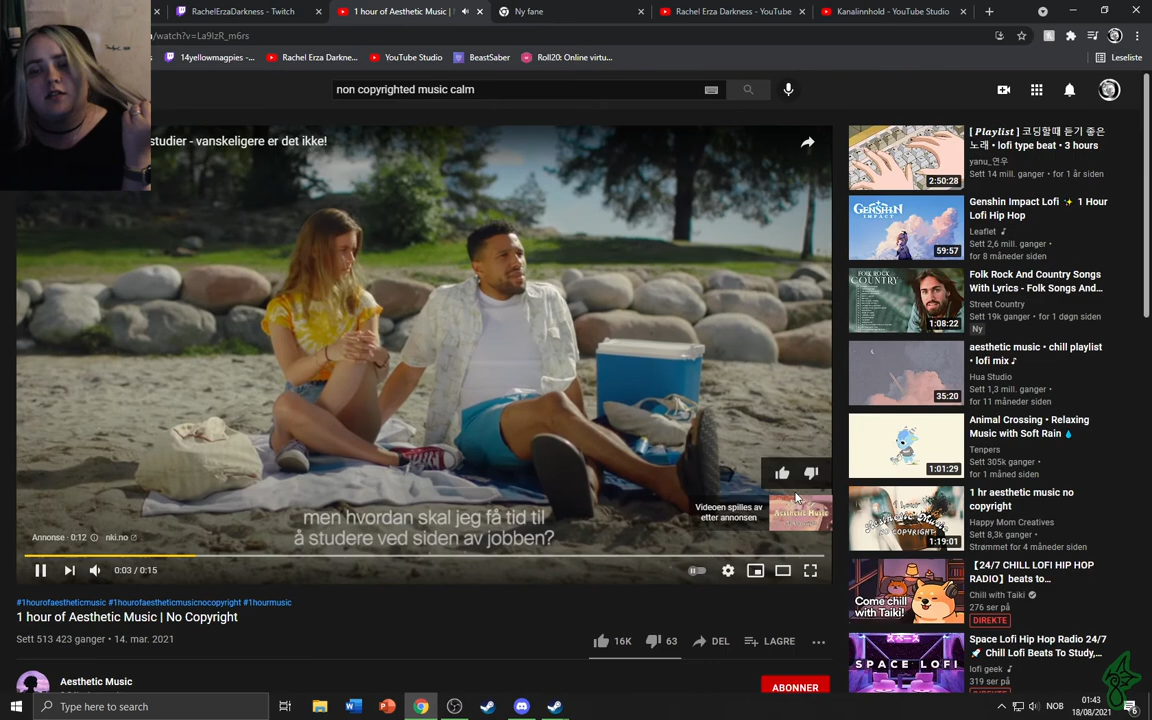 RachelErzaDarkness - Twitch
1 hour of Aesthetic Music |
Ny fane
Rachel Erza Darkness - YouTube
Kanalinnhold - YouTube Studio
/watch?v=La9IzR_m6rs
14yellowmagpies -...
Rachel Erza Darkne...
YouTube Studio
BeastSaber
Roll20: Online virtu...
Leseliste
non copyrighted music calm
studier - vanskeligere er det ikke!
men hvordan skal jeg få tid til
å studere ved siden av jobben?
Videoen spilles av
etter annonsen
Annonse · 0:12
nki.no
0:03 / 0:15
#1hourofaestheticmusic #1hourofaestheticmusicnocopyright #1hourmusic
1 hour of Aesthetic Music | No Copyright
Sett 513 423 ganger • 14. mar. 2021
16K
63
DEL
LAGRE
Aesthetic Music
ABONNER
[ Playlist ] 코딩할때 듣기 좋은
노래 • lofi type beat • 3 hours
yanu_연우
Sett 14 mill. ganger • for 1 år siden
2:50:28
GENSHIN
IMPACT
59:57
Genshin Impact Lofi ✨ 1 Hour
Lofi Hip Hop
Leaflet ♪
Sett 2,6 mill. ganger •
for 8 måneder siden
FOLK ROCK
COUNTRY
1:08:22
Folk Rock And Country Songs
With Lyrics - Folk Songs And...
Street Country
Sett 19k ganger • for 1 døgn siden
Ny
35:20
aesthetic music • chill playlist
• lofi mix ♪
Hua Studio
Sett 1,3 mill. ganger •
for 11 måneder siden
1:01:29
Animal Crossing • Relaxing
Music with Soft Rain 💧
Tenpers
Sett 305k ganger •
for 1 måned siden
1:19:01
1 hr aesthetic music no
copyright
Happy Mom Creatives
Sett 8,3k ganger •
Strømmet for 4 måneder siden
Come chill
with Taiki!
【24/7 CHILL LOFI HIP HOP
RADIO】beats to...
Chill with Taiki
276 ser på
DIREKTE
SPACE LOFI
Space Lofi Hip Hop Radio 24/7
🚀 Chill Lofi Beats To Study,...
lofi geek ♪
319 ser på
DIREKTE
Type here to search
NOB
01:43
18/08/2021
6